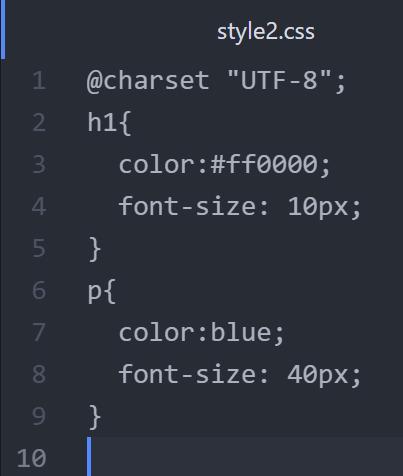 style2.css
1 @charset "UTF-8";
2 h1{
3   color:#ff0000;
4   font-size: 10px;
5 }
6 p{
7   color:blue;
8   font-size: 40px;
9 }
10